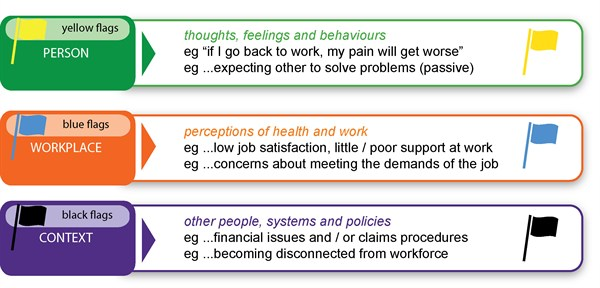 yellow flags
PERSON
thoughts, feelings and behaviours
eg “if I go back to work, my pain will get worse”
eg ...expecting other to solve problems (passive)
blue flags
WORKPLACE
perceptions of health and work
eg ...low job satisfaction, little / poor support at work
eg ...concerns about meeting the demands of the job
black flags
CONTEXT
other people, systems and policies
eg ...financial issues and / or claims procedures
eg ...becoming disconnected from workforce